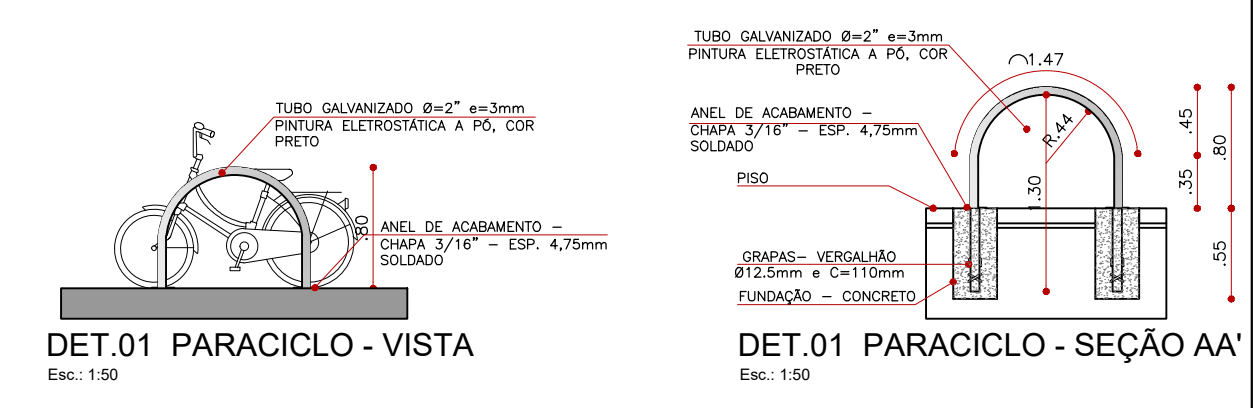 TUBO GALVANIZADO Ø=2” e=3mm
PINTURA ELETROSTÁTICA A PÓ, COR
PRETO
.80
ANEL DE ACABAMENTO –
CHAPA 3/16” – ESP. 4,75mm
SOLDADO
DET.01 PARACICLO - VISTA
Esc.: 1:50
TUBO GALVANIZADO Ø=2” e=3mm
PINTURA ELETROSTÁTICA A PÓ, COR
PRETO
1.47
ANEL DE ACABAMENTO –
CHAPA 3/16” – ESP. 4,75mm
SOLDADO
R.44
.45
.80
PISO
1.30
.35
GRAPAS– VERGALHÃO
Ø12.5mm e C=110mm
FUNDAÇÃO – CONCRETO
.55
DET.01 PARACICLO - SEÇÃO AA'
Esc.: 1:50